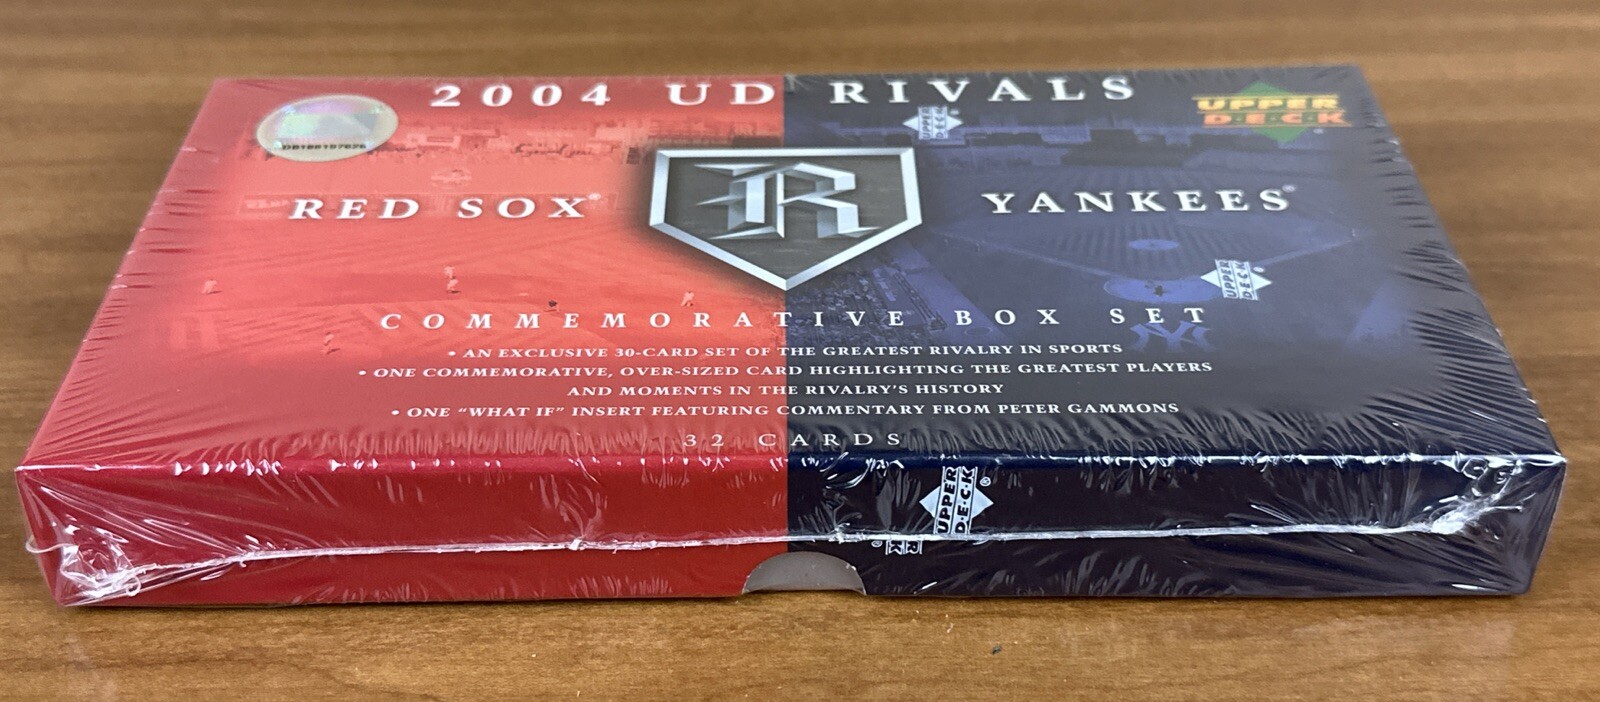 2004 UD RIVALS
UPPER
D·E·C·K
UPPER
D·E·C·K
RED SOX®
R
YANKEES®
UPPER
D·E·C·K
COMMEMORATIVE BOX SET
• AN EXCLUSIVE 30-CARD SET OF THE GREATEST RIVALRY IN SPORTS
• ONE COMMEMORATIVE, OVER-SIZED CARD HIGHLIGHTING THE GREATEST PLAYERS
AND MOMENTS IN THE RIVALRY'S HISTORY
• ONE "WHAT IF" INSERT FEATURING COMMENTARY FROM PETER GAMMONS
32 CARDS
UPPER
D·E·C·K®